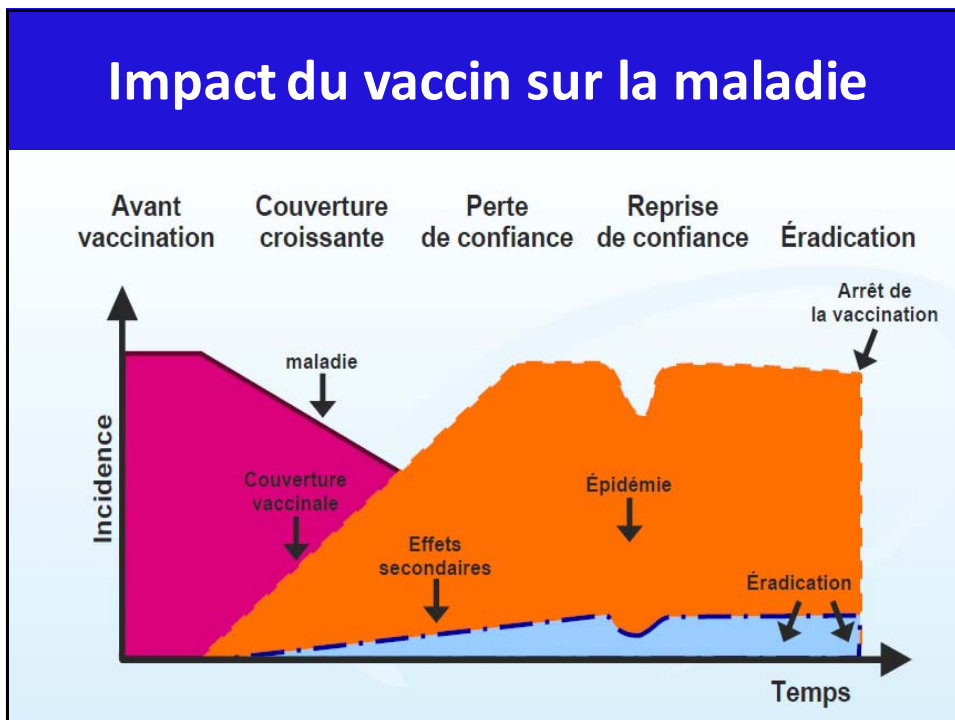 Impact du vaccin sur la maladie
Avant
vaccination
Couverture
croissante
Perte
de confiance
Reprise
de confiance
Éradication
Arrêt de
la vaccination
maladie
Incidence
Couverture
vaccinale
Épidémie
Effets
secondaires
Éradication
Temps